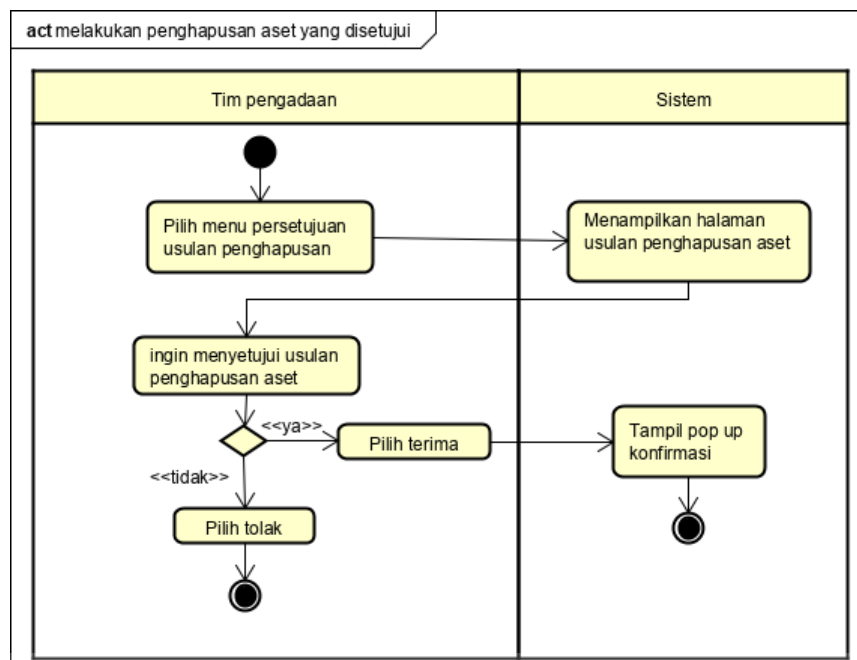 act melakukan penghapusan aset yang disetujui
Tim pengadaan
Sistem
Pilih menu persetujuan
usulan penghapusan
Menampilkan halaman
usulan penghapusan aset
ingin menyetujui usulan
penghapusan aset
<<ya>>
Pilih terima
Tampil pop up
konfirmasi
<<tidak>>
Pilih tolak